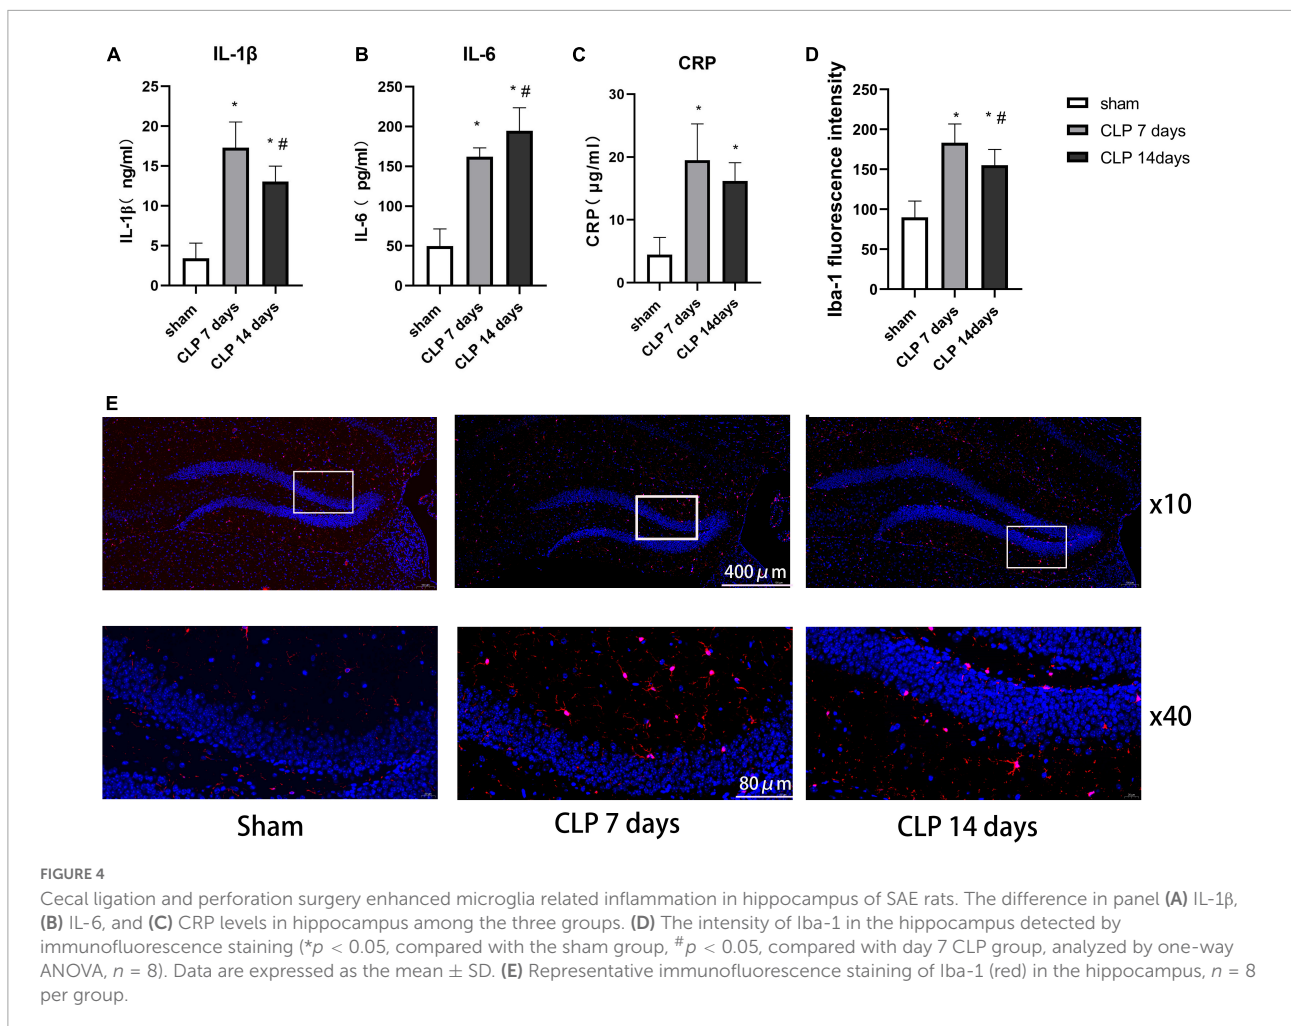 A
IL-1β
IL-1β( ng/ml)
25
20
15
10
5
0
*
* #
sham
CLP 7 days
CLP 14 days
B
IL-6
IL-6 ( pg/ml)
250
200
150
100
50
0
*
* #
sham
CLP 7 days
CLP 14 days
C
CRP
CRP( μg/ml)
30
20
10
0
*
*
sham
CLP 7 days
CLP 14days
D
Iba-1 fluorescence intensity
250
200
150
100
50
0
*
* #
sham
CLP 7 days
CLP 14days
sham
CLP 7 days
CLP 14days
E
400 μm
x10
80 μm
x40
Sham
CLP 7 days
CLP 14 days
FIGURE 4
Cecal ligation and perforation surgery enhanced microglia related inflammation in hippocampus of SAE rats. The difference in panel (A) IL-1β,
(B) IL-6, and (C) CRP levels in hippocampus among the three groups. (D) The intensity of Iba-1 in the hippocampus detected by
immunofluorescence staining (*p < 0.05, compared with the sham group, #p < 0.05, compared with day 7 CLP group, analyzed by one-way
ANOVA, n = 8). Data are expressed as the mean ± SD. (E) Representative immunofluorescence staining of Iba-1 (red) in the hippocampus, n = 8
per group.